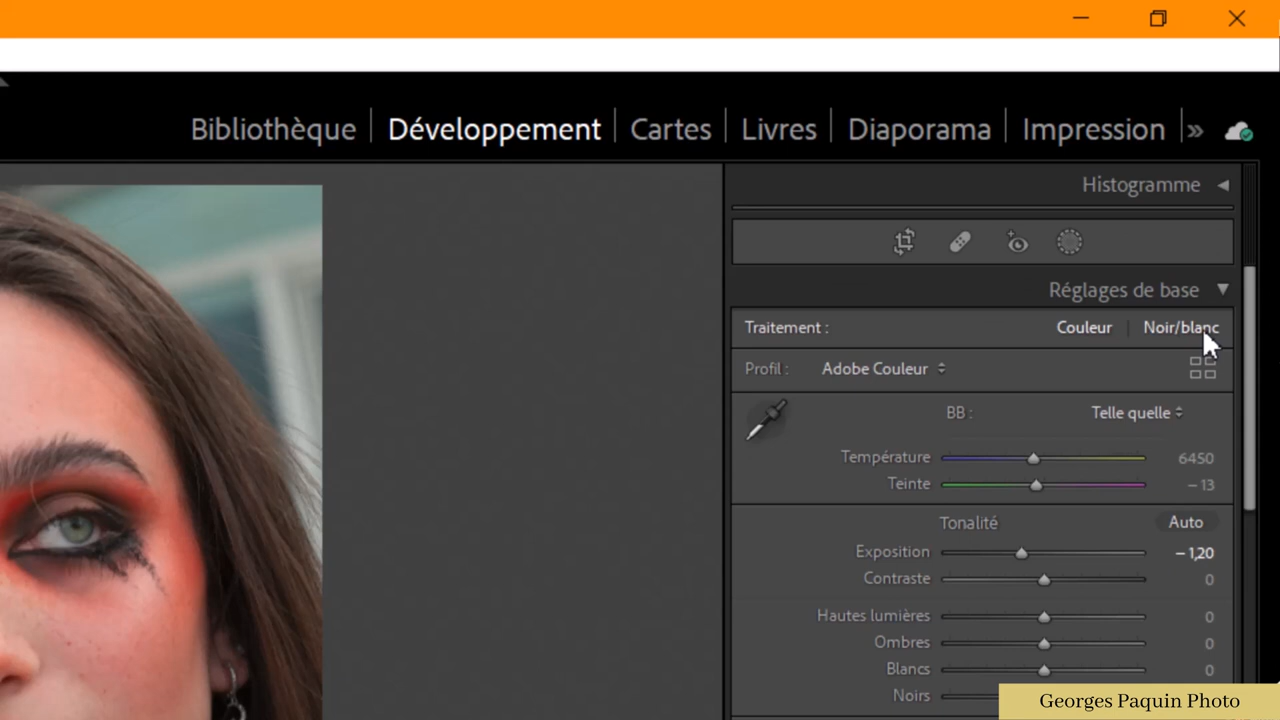 Bibliothèque | Développement | Cartes | Livres | Diaporama | Impression | »
Histogramme
Réglages de base
Traitement : Couleur | Noir/blanc
Profil : Adobe Couleur
BB : Telle quelle
Température 6450
Teinte – 13
Tonalité Auto
Exposition – 1,20
Contraste 0
Hautes lumières 0
Ombres 0
Blancs 0
Noirs
Georges Paquin Photo